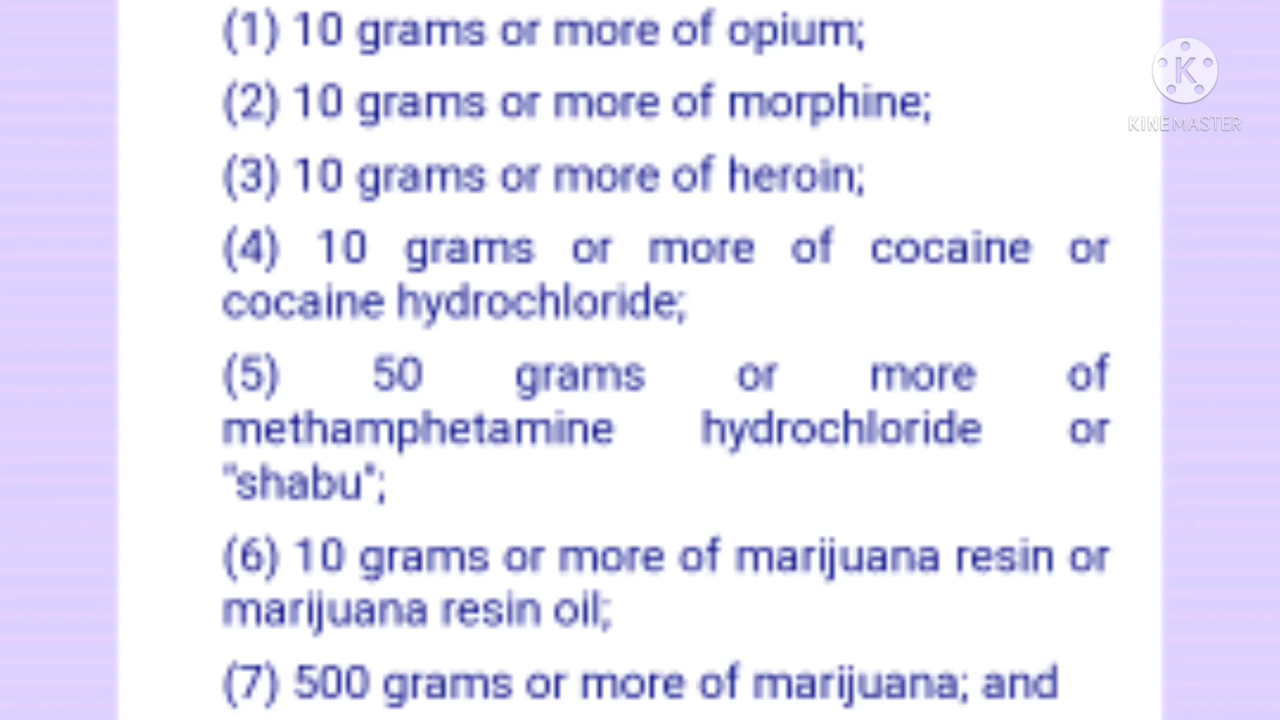 (1) 10 grams or more of opium;
(2) 10 grams or more of morphine;
(3) 10 grams or more of heroin;
(4) 10 grams or more of cocaine or
cocaine hydrochloride;
(5) 50 grams or more of
methamphetamine hydrochloride or
"shabu";
(6) 10 grams or more of marijuana resin or
marijuana resin oil;
(7) 500 grams or more of marijuana; and
K
KINEMASTER